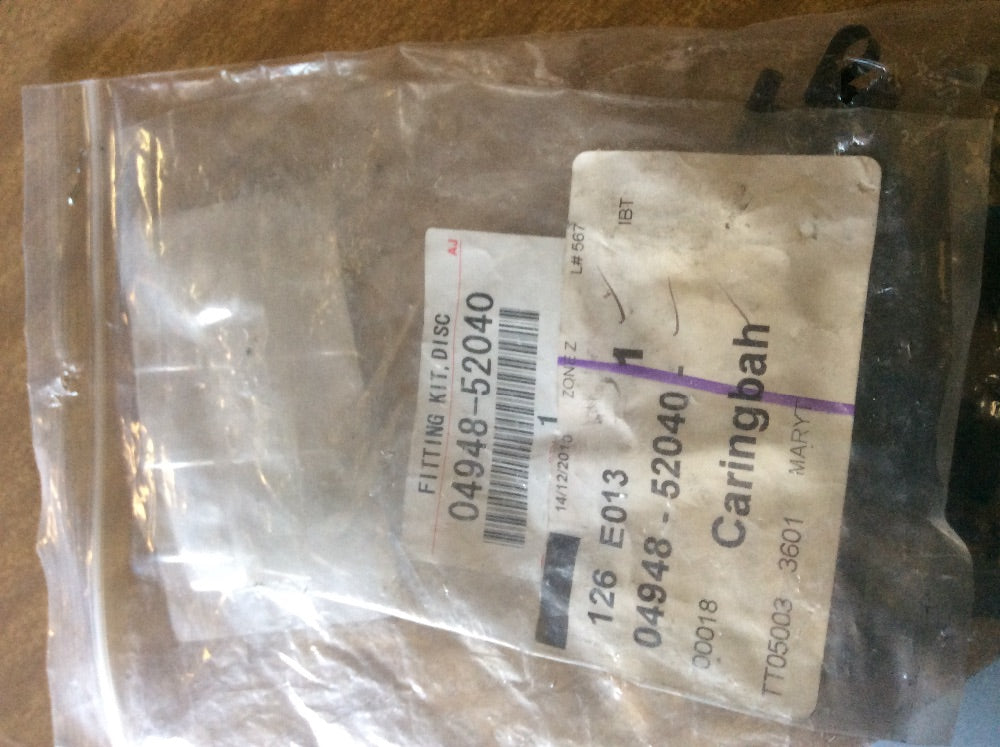 AJ
FITTING KIT,DISC
04948-52040
1
14/12/2010
ZONE Z
L# 567
126 E013
1
IBT
04948 - 52040 -
00018
Caringbah
TT05003 3601 MARYT